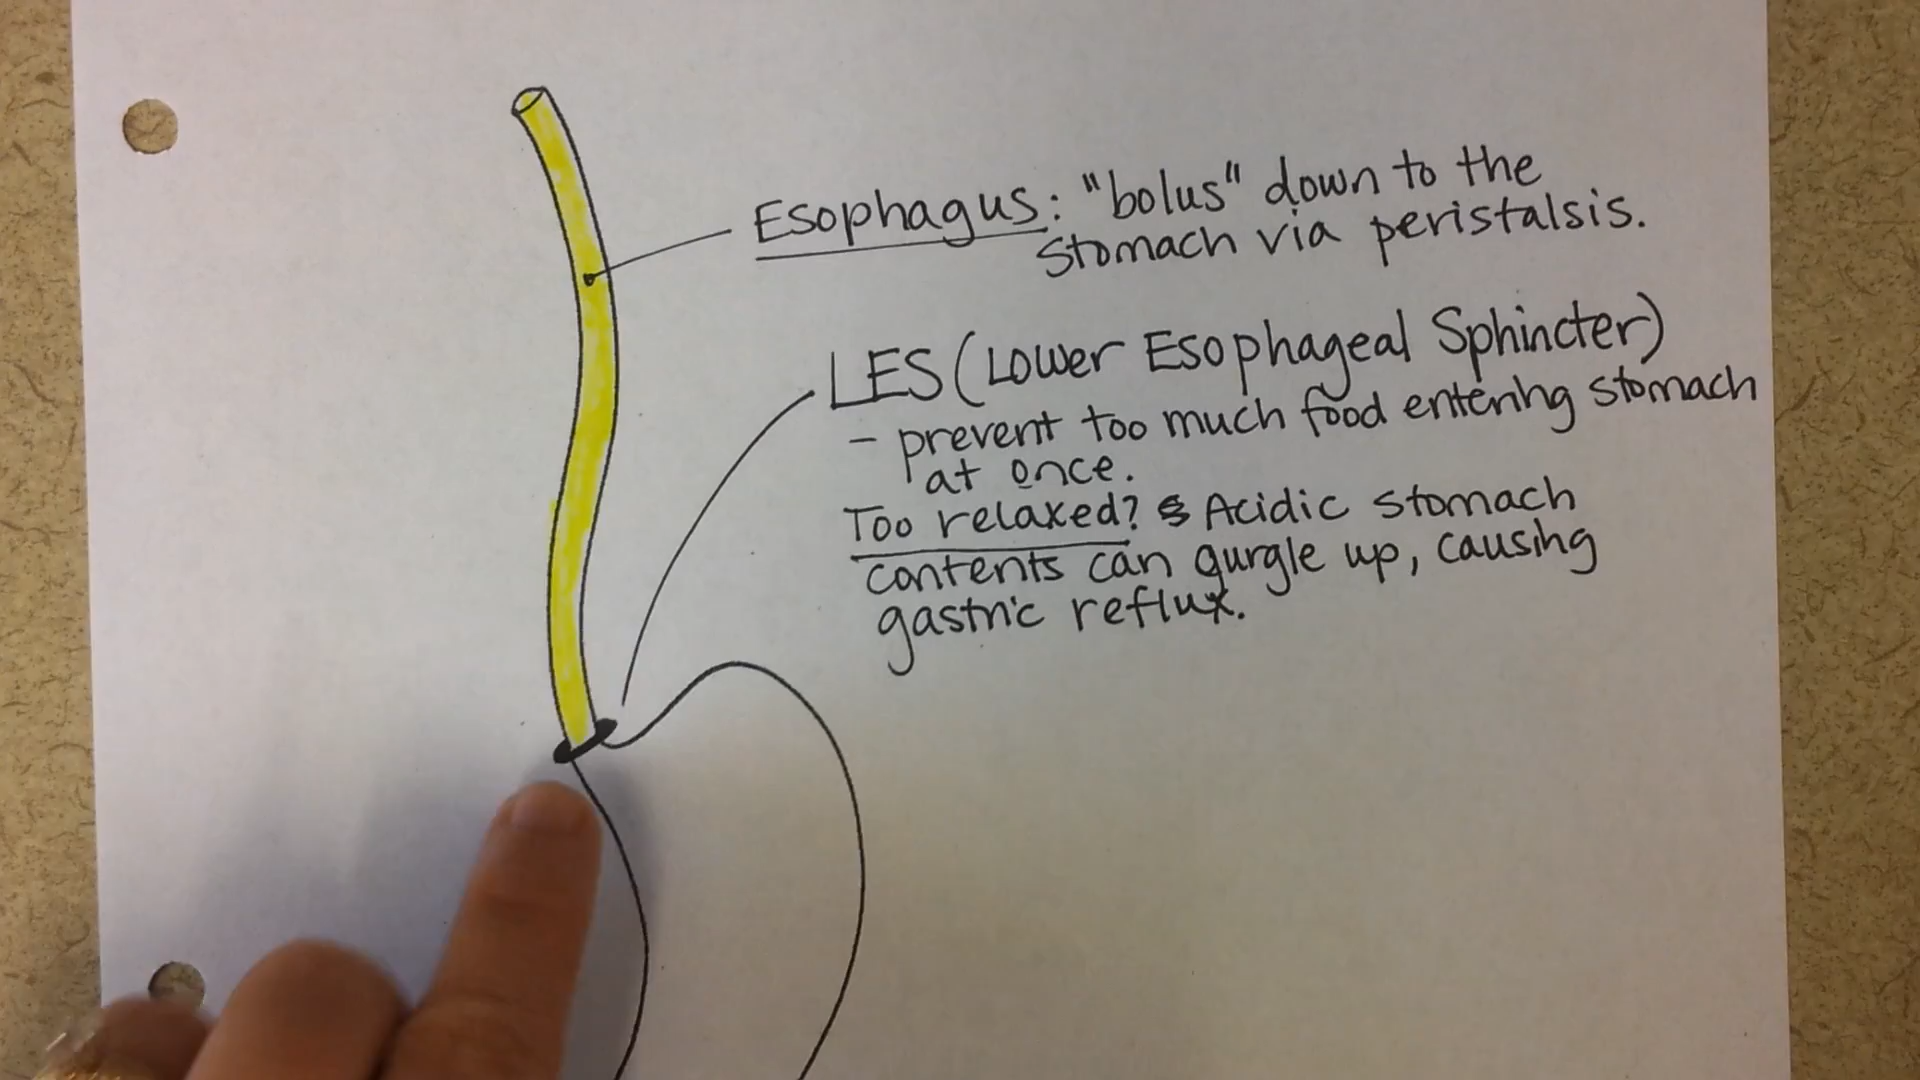 Esophagus: "bolus" down to the
stomach via peristalsis.
LES (Lower Esophageal Sphincter)
- prevent too much food entering stomach
at once.
Too relaxed? Acidic stomach
contents can gurgle up, causing
gastric reflux.